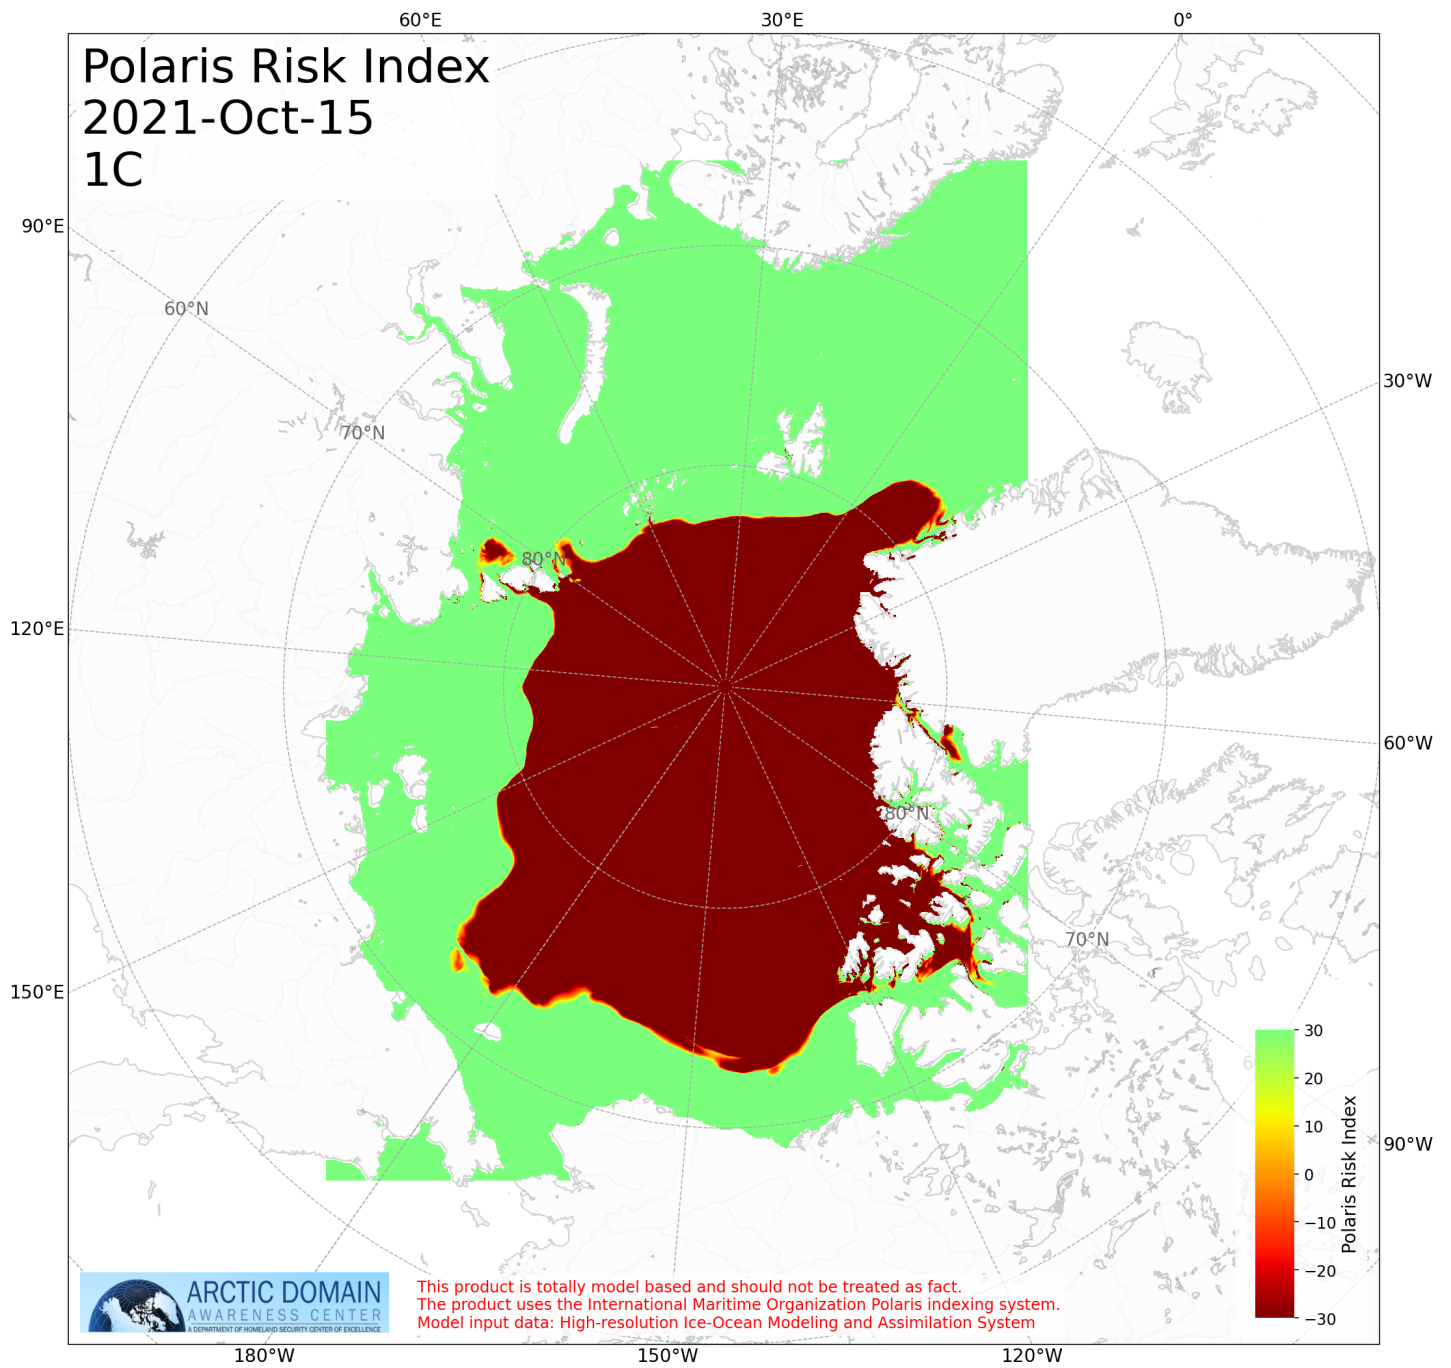 60°E 30°E 0°
Polaris Risk Index
2021-Oct-15
1C
90°E
60°N
30°W
70°N
80°N
120°E
60°W
80°N
70°N
150°E
30
20
10
0
−10
−20
−30
Polaris Risk Index
90°W
ARCTIC DOMAIN
AWARENESS CENTER
A DEPARTMENT OF HOMELAND SECURITY CENTER OF EXCELLENCE
This product is totally model based and should not be treated as fact.
The product uses the International Maritime Organization Polaris indexing system.
Model input data: High-resolution Ice-Ocean Modeling and Assimilation System
180°W 150°W 120°W